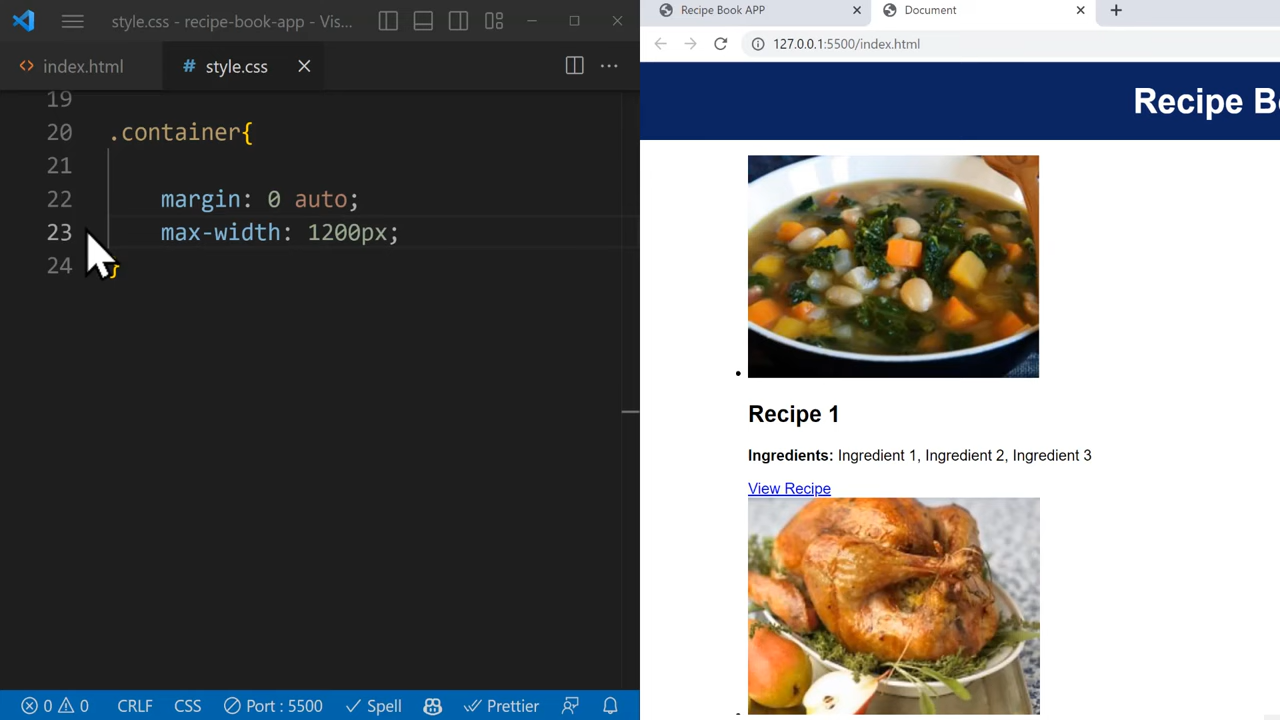 style.css - recipe-book-app - Vis...
index.html
# style.css
19
20 .container{
21
22 margin: 0 auto;
23 max-width: 1200px;
24 }
0 0 CRLF CSS Port : 5500 Spell Prettier
Recipe Book APP
Document
127.0.0.1:5500/index.html
Recipe B
Recipe 1
Ingredients: Ingredient 1, Ingredient 2, Ingredient 3
View Recipe